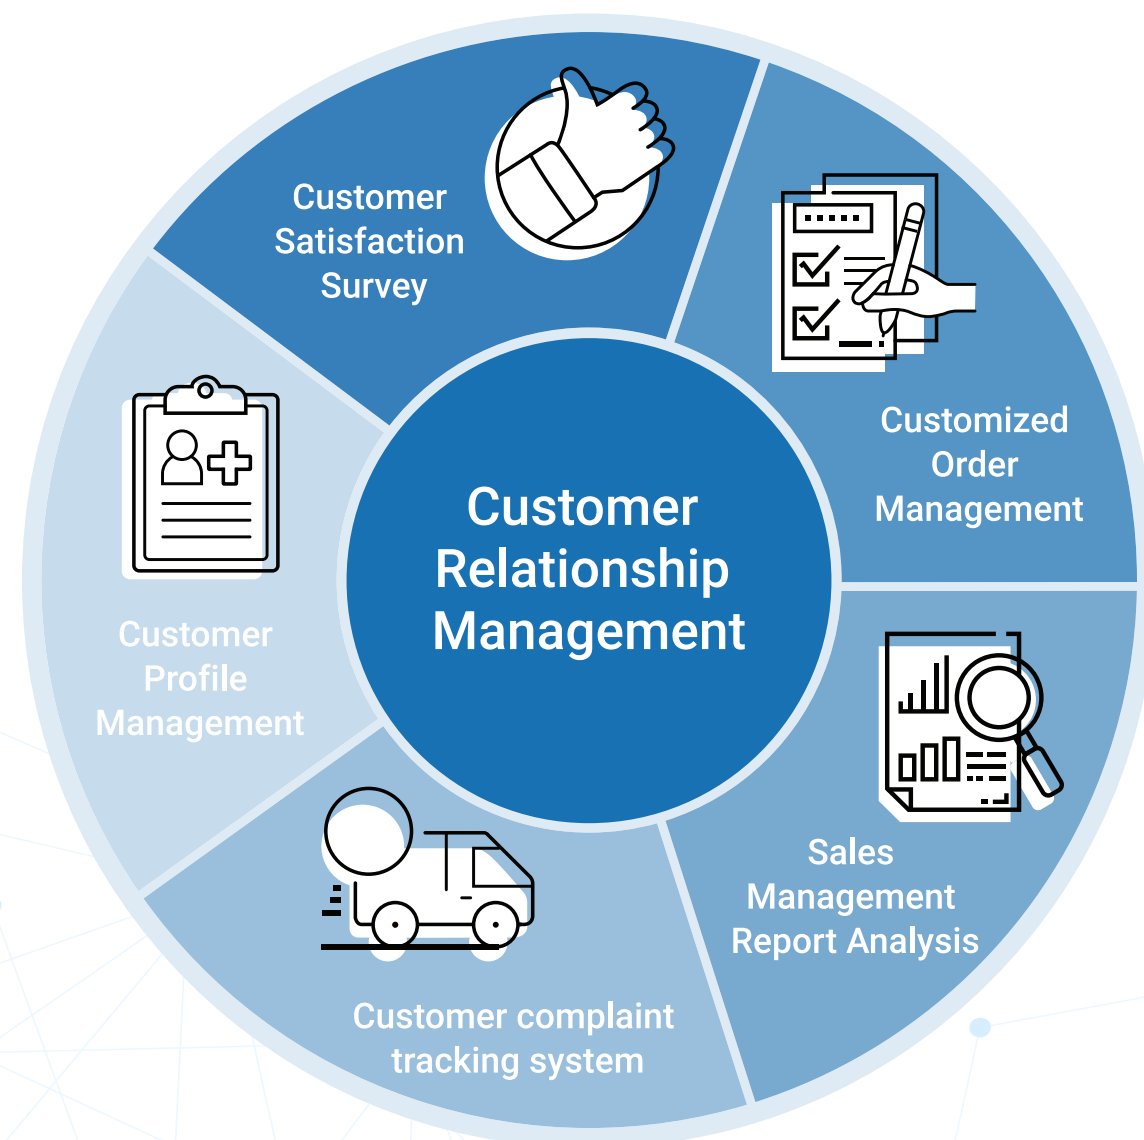 Customer
Satisfaction
Survey
Customized
Order
Management
Customer
Relationship
Management
Customer
Profile
Management
Sales
Management
Report Analysis
Customer complaint
tracking system